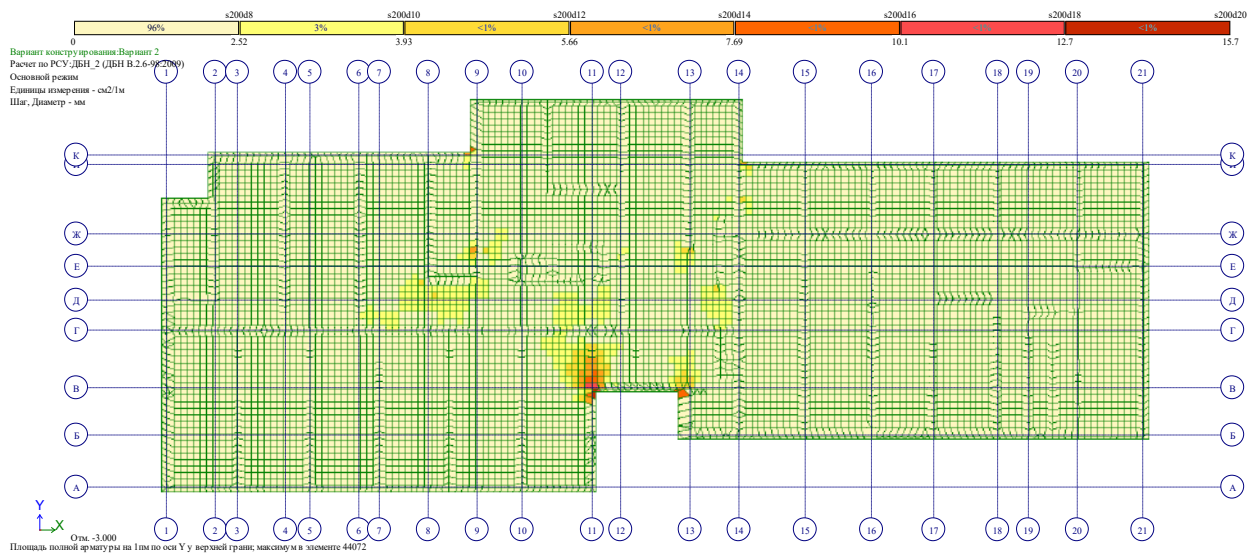 s200d8 s200d10 s200d12 s200d14 s200d16 s200d18 s200d20
96% 3% <1% <1% <1% <1% <1%
0 2.52 3.93 5.66 7.69 10.1 12.7 15.7
Вариант конструирования:Вариант 2
Расчет по РСУ:ДБН_2 (ДБН В.2.6-98:2009)
Основной режим
Единицы измерения - см2/1м
Шаг, Диаметр - мм
1 2 3 4 5 6 7 8 9 10 11 12 13 14 15 16 17 18 19 20 21
К К
Ж Ж
Е Е
Д Д
Г Г
В В
Б Б
А А
Y
X
1 2 3 4 5 6 7 8 9 10 11 12 13 14 15 16 17 18 19 20 21
Отм. -3.000
Площадь полной арматуры на 1пм по оси Y у верхней грани; максимум в элементе 44072